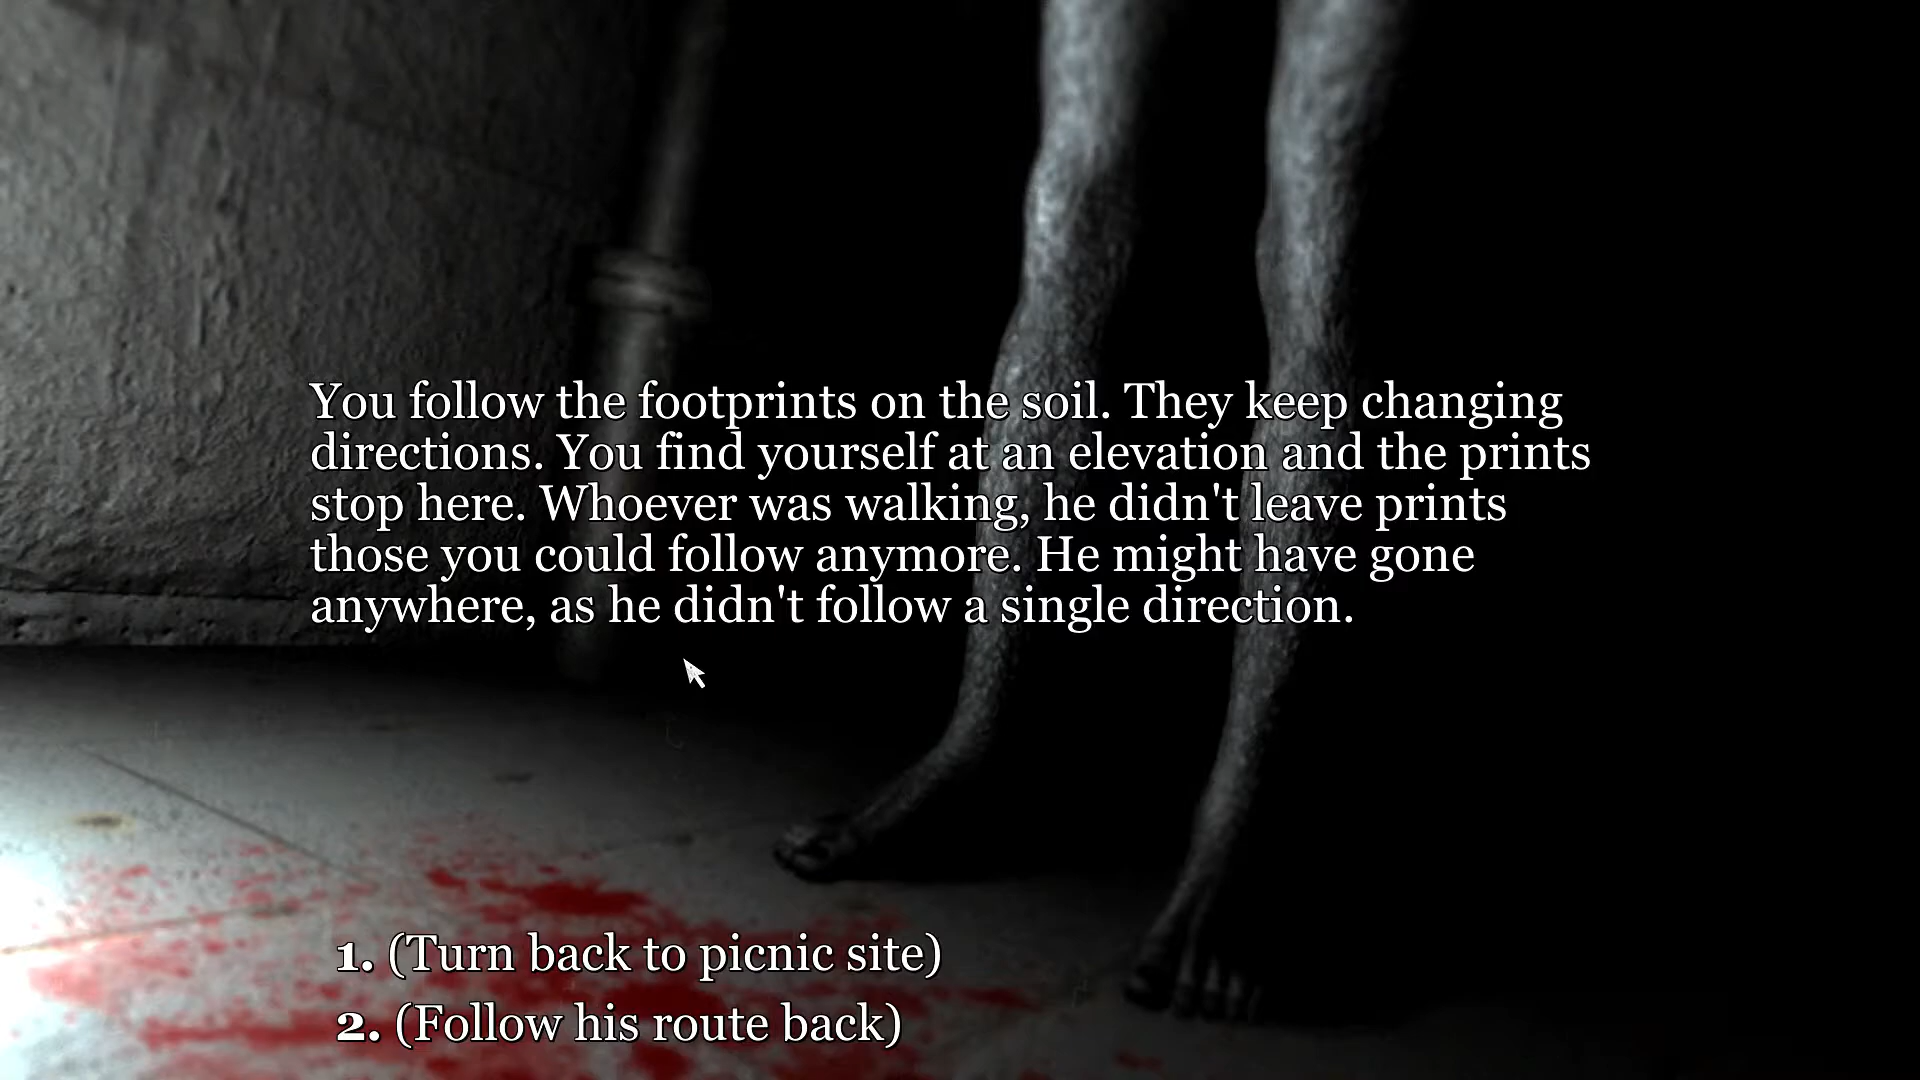 You follow the footprints on the soil. They keep changing
directions. You find yourself at an elevation and the prints
stop here. Whoever was walking, he didn't leave prints
those you could follow anymore. He might have gone
anywhere, as he didn't follow a single direction.
1. (Turn back to picnic site)
2. (Follow his route back)